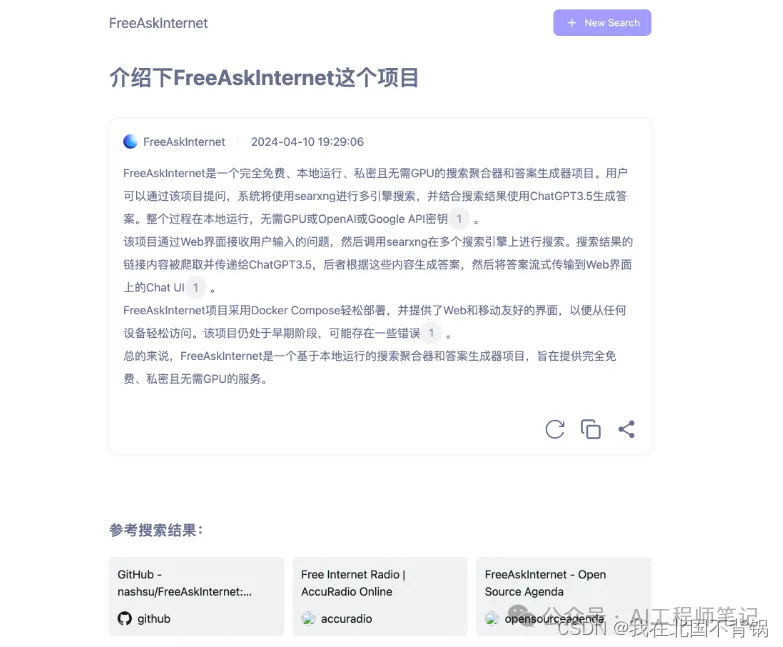 FreeAskInternet
+ New Search
介绍下FreeAskInternet这个项目
FreeAskInternet
2024-04-10 19:29:06
FreeAskInternet是一个完全免费、本地运行、私密且无需GPU的搜索聚合器和答案生成器项目。用户
可以通过该项目提问，系统将使用searxng进行多引擎搜索，并结合搜索结果使用ChatGPT3.5生成答
案。整个过程在本地运行，无需GPU或OpenAI或Google API密钥 1 。
该项目通过Web界面接收用户输入的问题，然后调用searxng在多个搜索引擎上进行搜索。搜索结果的
链接内容被爬取并传递给ChatGPT3.5，后者根据这些内容生成答案，然后将答案流式传输到Web界面
上的Chat UI 1 。
FreeAskInternet项目采用Docker Compose轻松部署，并提供了Web和移动友好的界面，以便从任何
设备轻松访问。该项目仍处于早期阶段，可能存在一些错误 1 。
总的来说，FreeAskInternet是一个基于本地运行的搜索聚合器和答案生成器项目，旨在提供完全免
费、私密且无需GPU的服务。
参考搜索结果：
GitHub -
nashsu/FreeAskInternet:...
github
Free Internet Radio |
AccuRadio Online
accuradio
FreeAskInternet - Open
Source Agenda
opensourceagenda
公众号 · AI工程师笔记
CSDN @我在北国不背锅